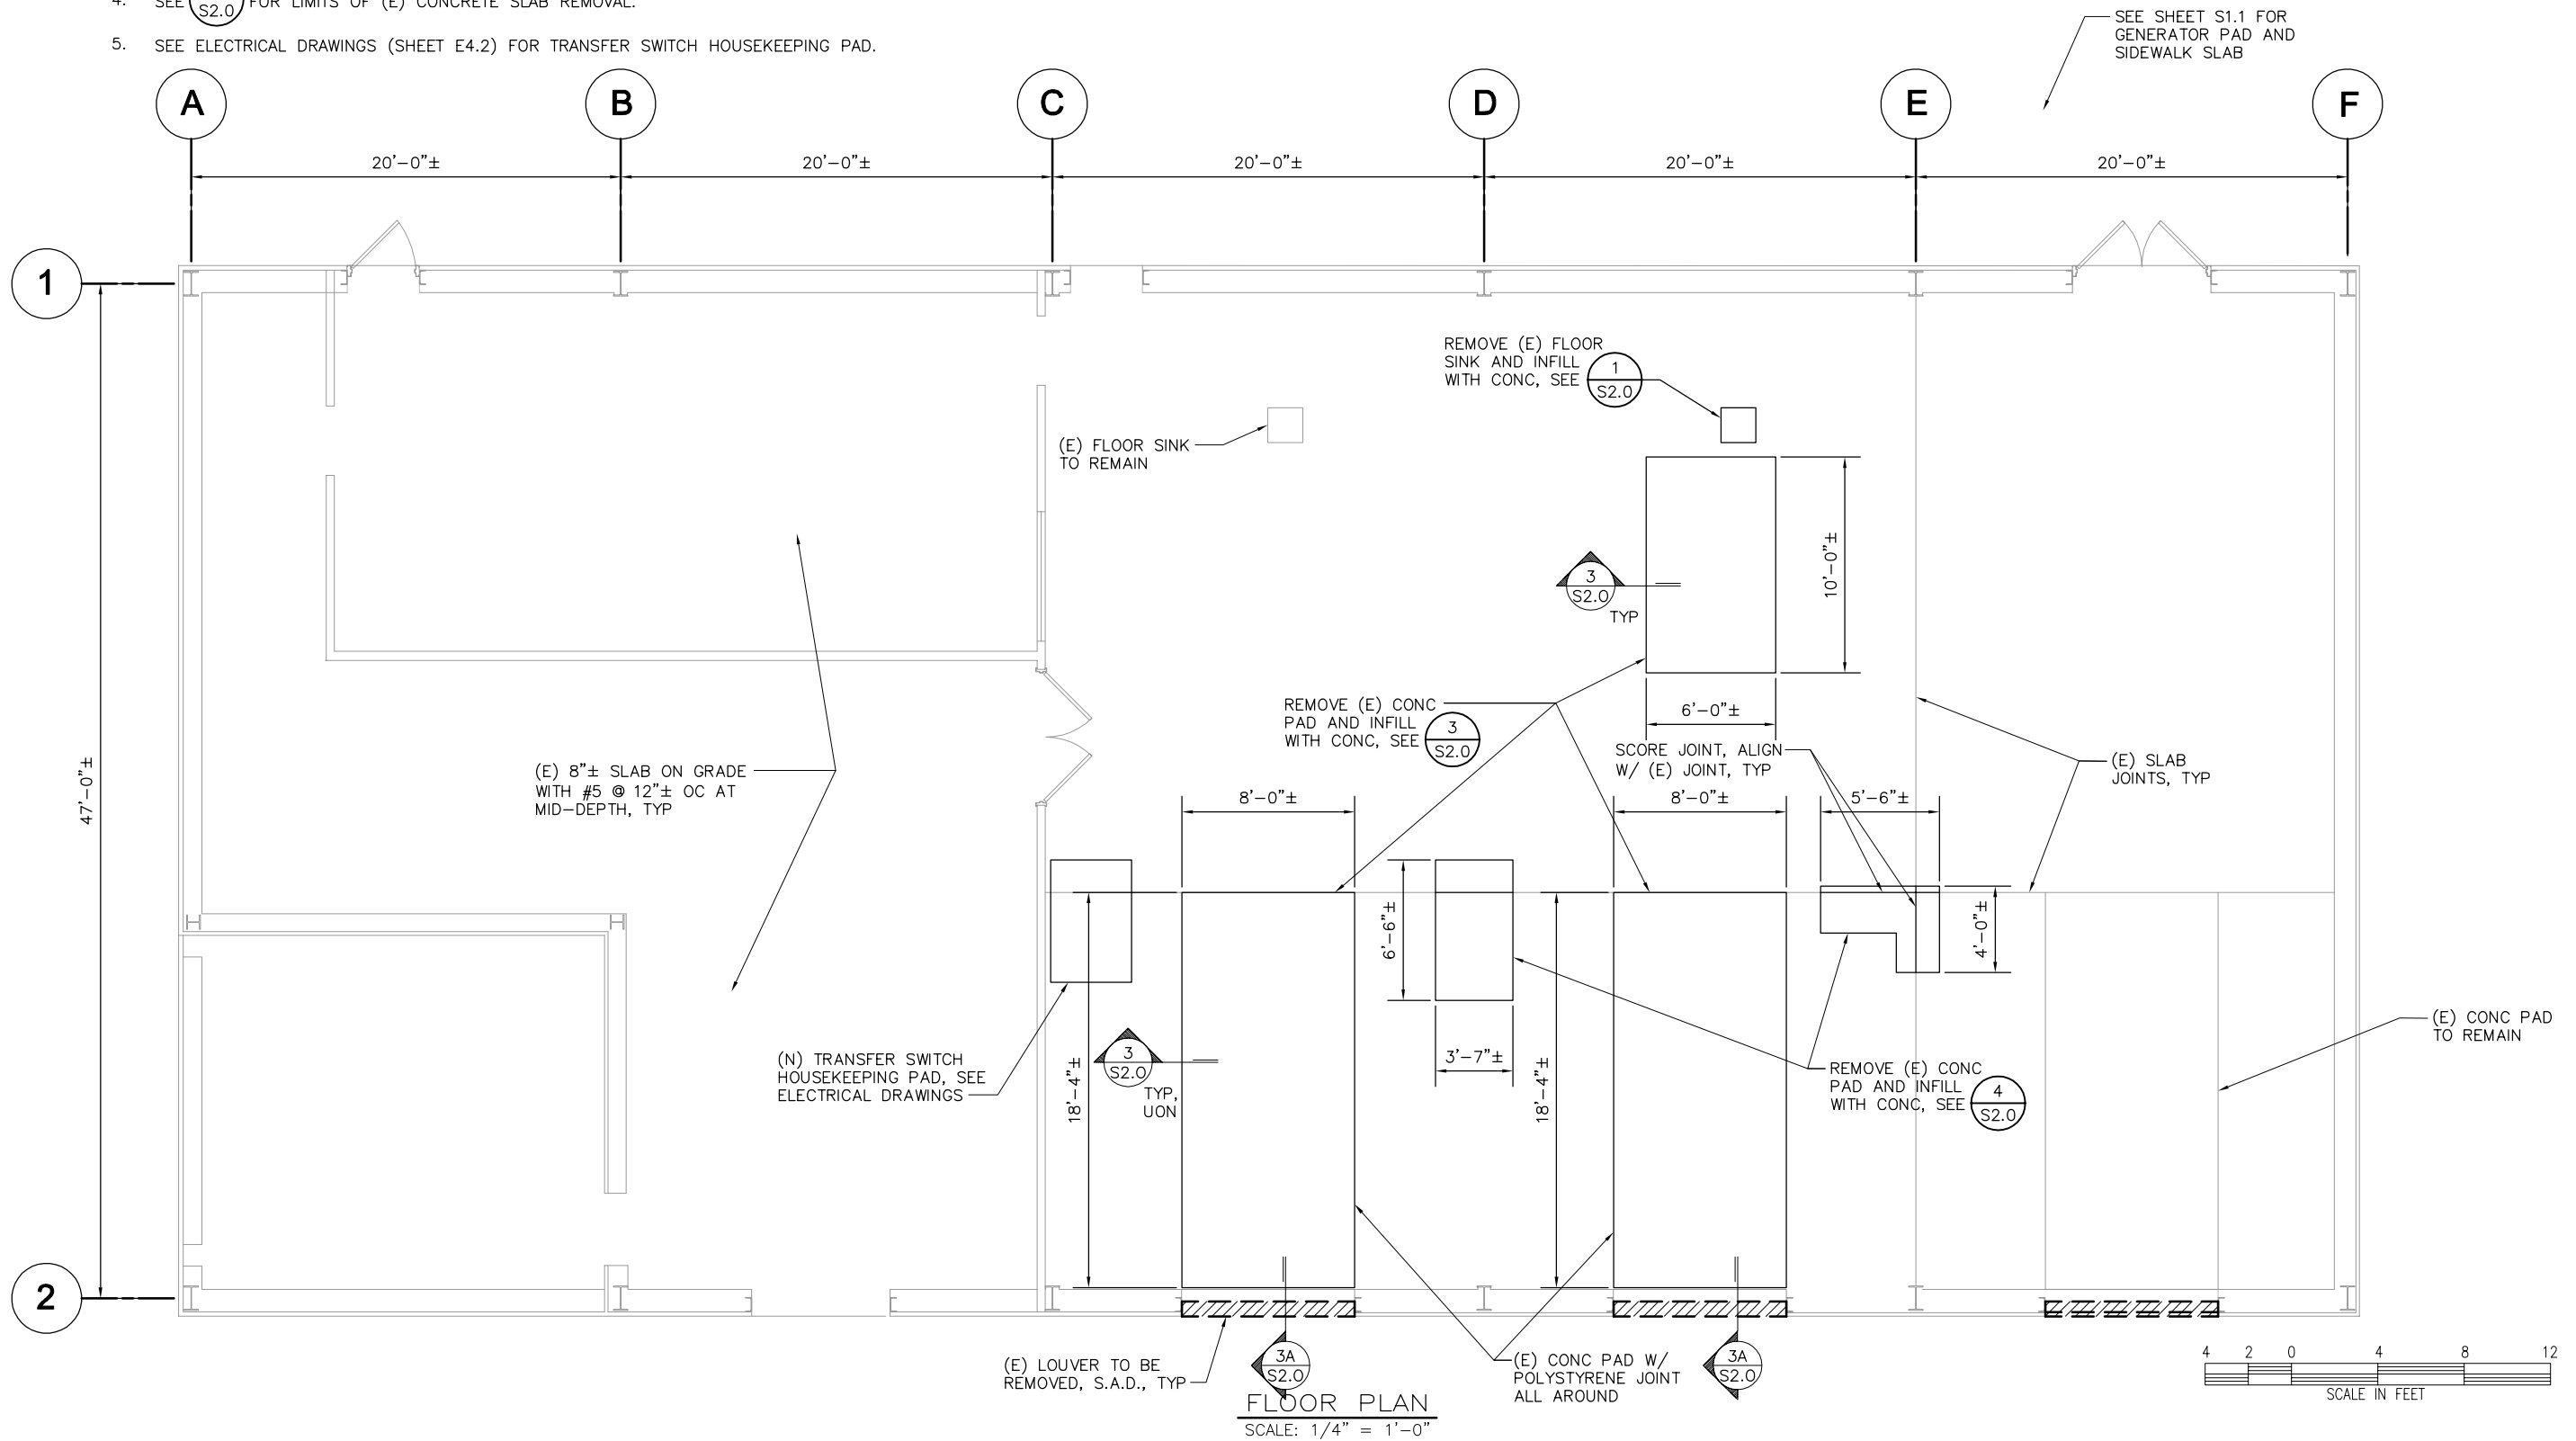 4. SEE S2.0 FOR LIMITS OF (E) CONCRETE SLAB REMOVAL.
5. SEE ELECTRICAL DRAWINGS (SHEET E4.2) FOR TRANSFER SWITCH HOUSEKEEPING PAD.
SEE SHEET S1.1 FOR
GENERATOR PAD AND
SIDEWALK SLAB
A
B
C
D
E
F
20'-0"±
20'-0"±
20'-0"±
20'-0"±
20'-0"±
1
REMOVE (E) FLOOR
SINK AND INFILL
WITH CONC, SEE
1
S2.0
(E) FLOOR SINK
TO REMAIN
3
S2.0
TYP
10'-0"±
6'-0"±
REMOVE (E) CONC
PAD AND INFILL
WITH CONC, SEE
3
S2.0
SCORE JOINT, ALIGN
W/ (E) JOINT, TYP
(E) SLAB
JOINTS, TYP
47'-0"±
(E) 8"± SLAB ON GRADE
WITH #5 @ 12"± OC AT
MID-DEPTH, TYP
8'-0"±
8'-0"±
5'-6"±
6'-6"±
4'-0"±
(N) TRANSFER SWITCH
HOUSEKEEPING PAD, SEE
ELECTRICAL DRAWINGS
3
S2.0
TYP,
UON
18'-4"±
3'-7"±
18'-4"±
REMOVE (E) CONC
PAD AND INFILL
WITH CONC, SEE
4
S2.0
(E) CONC PAD
TO REMAIN
2
(E) LOUVER TO BE
REMOVED, S.A.D., TYP
3A
S2.0
(E) CONC PAD W/
POLYSTYRENE JOINT
ALL AROUND
3A
S2.0
FLOOR PLAN
SCALE: 1/4" = 1'-0"
4 2 0 4 8 12
SCALE IN FEET